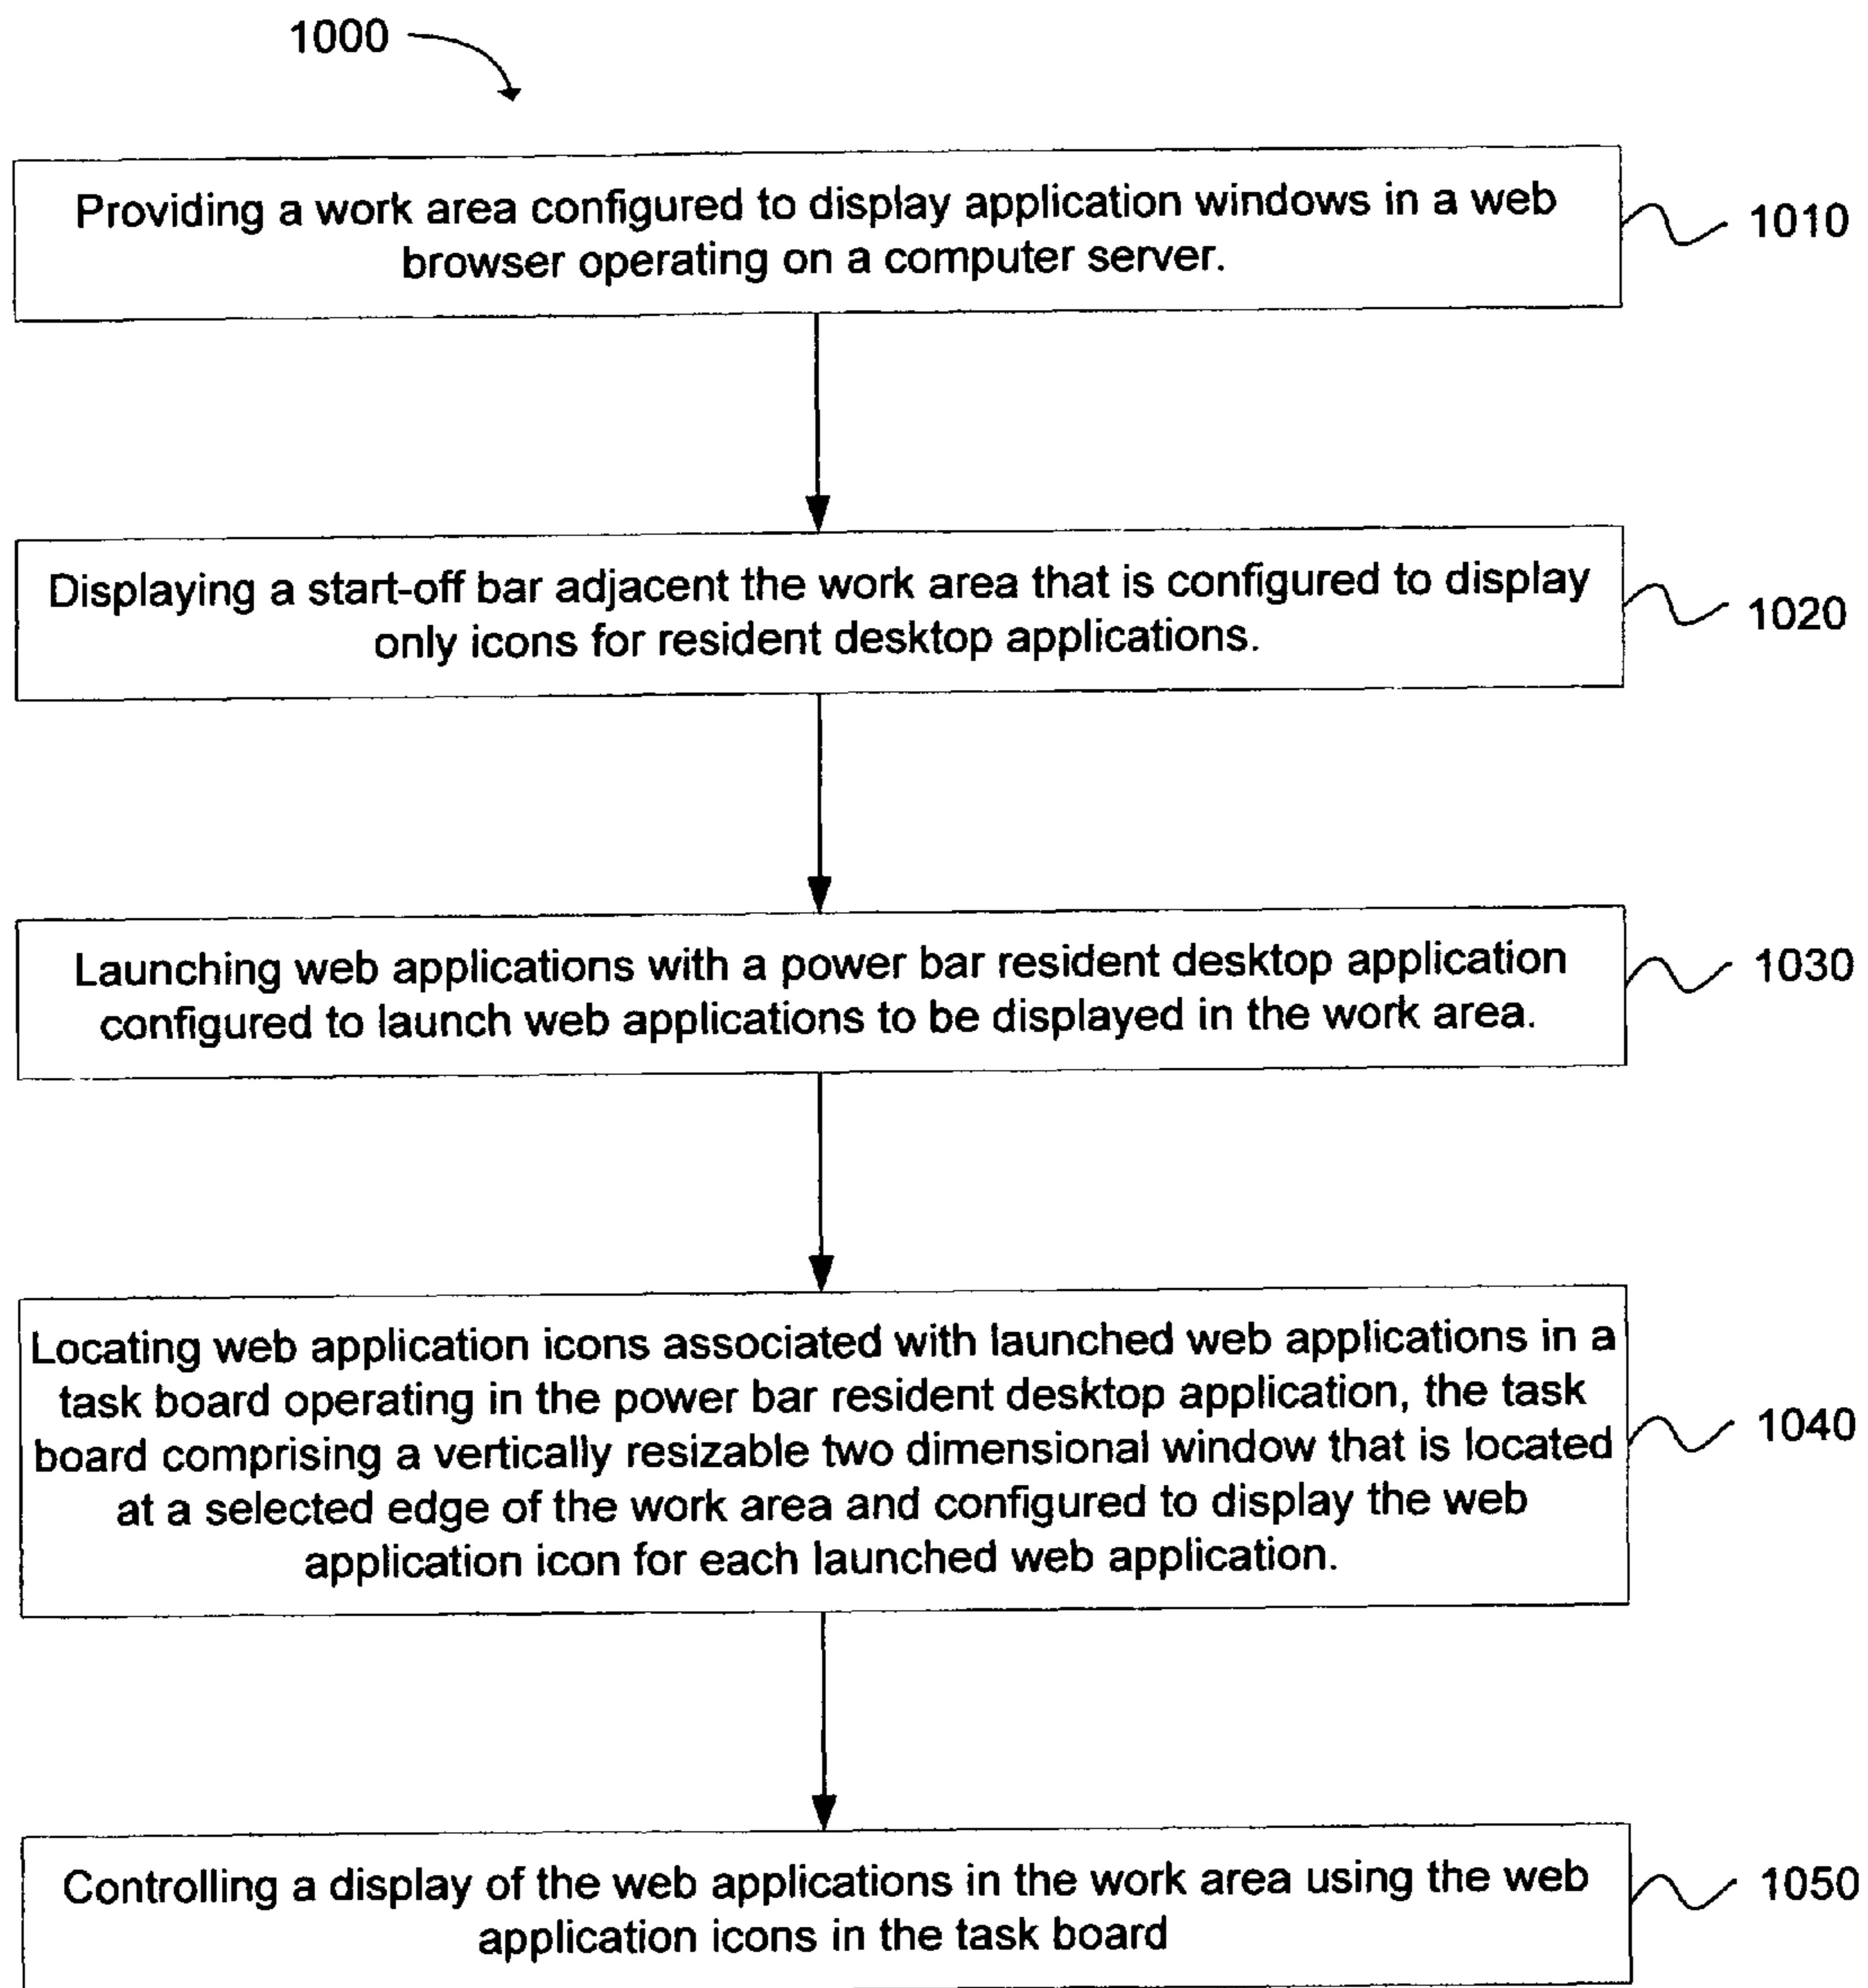 1000
Providing a work area configured to display application windows in a web
browser operating on a computer server.
1010
Displaying a start-off bar adjacent the work area that is configured to display
only icons for resident desktop applications.
1020
Launching web applications with a power bar resident desktop application
configured to launch web applications to be displayed in the work area.
1030
Locating web application icons associated with launched web applications in a
task board operating in the power bar resident desktop application, the task
board comprising a vertically resizable two dimensional window that is located
at a selected edge of the work area and configured to display the web
application icon for each launched web application.
1040
Controlling a display of the web applications in the work area using the web
application icons in the task board
1050